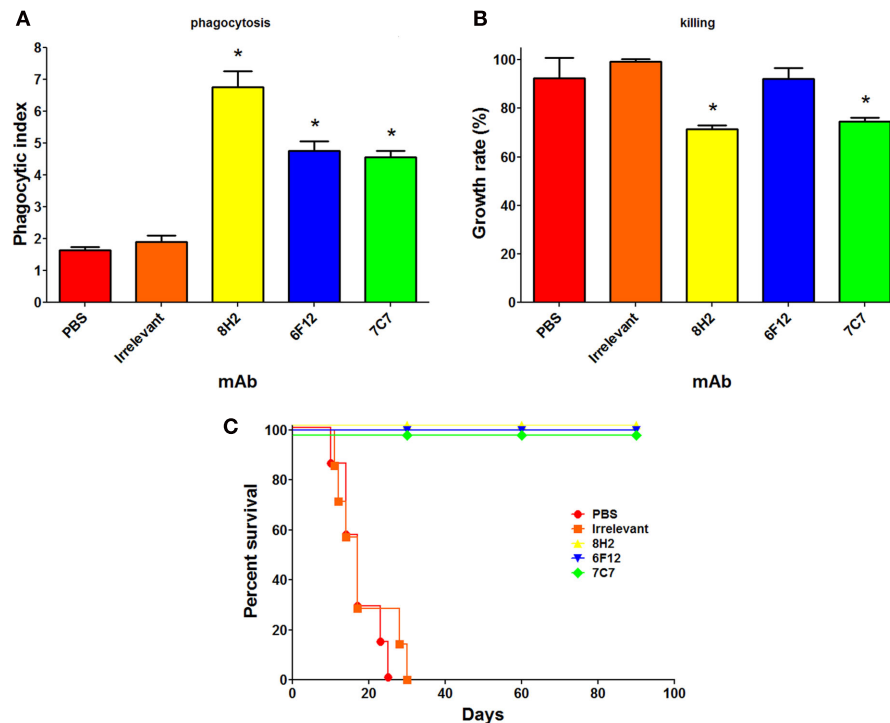 A
phagocytosis
Phagocytic index
8
7
6
5
4
3
2
1
0
*
*
*
PBS
Irrelevant
8H2
6F12
7C7
mAb
B
killing
Growth rate (%)
100
80
60
40
20
0
*
*
PBS
Irrelevant
8H2
6F12
7C7
mAb
C
Percent survival
100
80
60
40
20
0
PBS
Irrelevant
8H2
6F12
7C7
0 20 40 60 80 100
Days